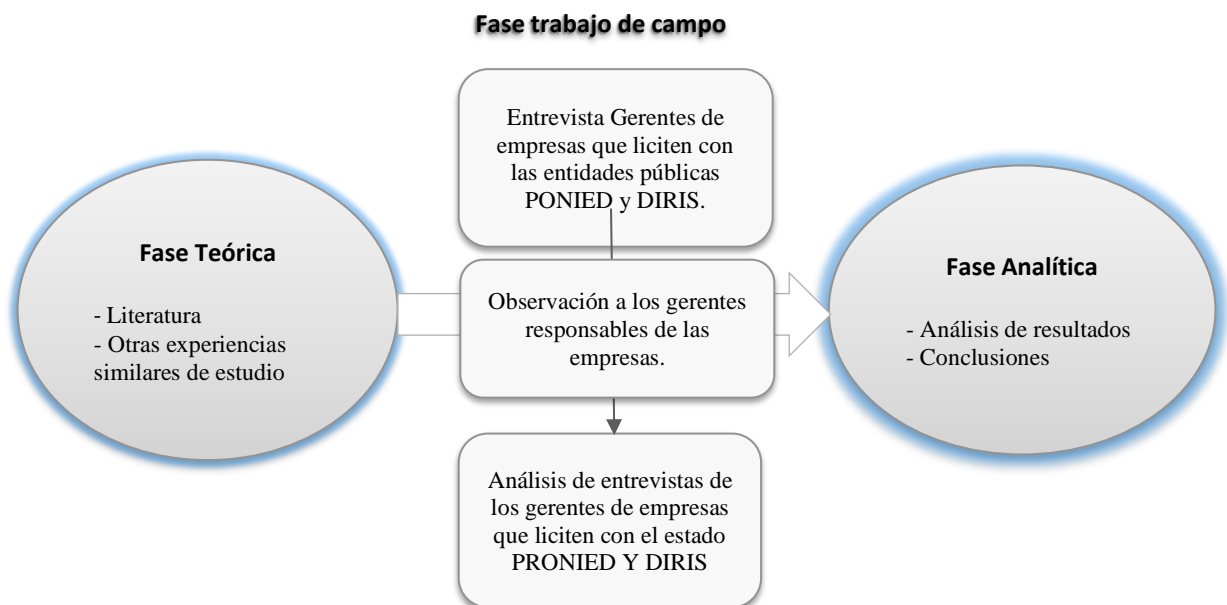 Fase trabajo de campo
Entrevista Gerentes de
empresas que liciten con
las entidades públicas
PONIED y DIRIS.
Fase Teórica
- Literatura
- Otras experiencias
similares de estudio
Observación a los gerentes
responsables de las
empresas.
Fase Analítica
- Análisis de resultados
- Conclusiones
Análisis de entrevistas de
los gerentes de empresas
que liciten con el estado
PRONIED Y DIRIS